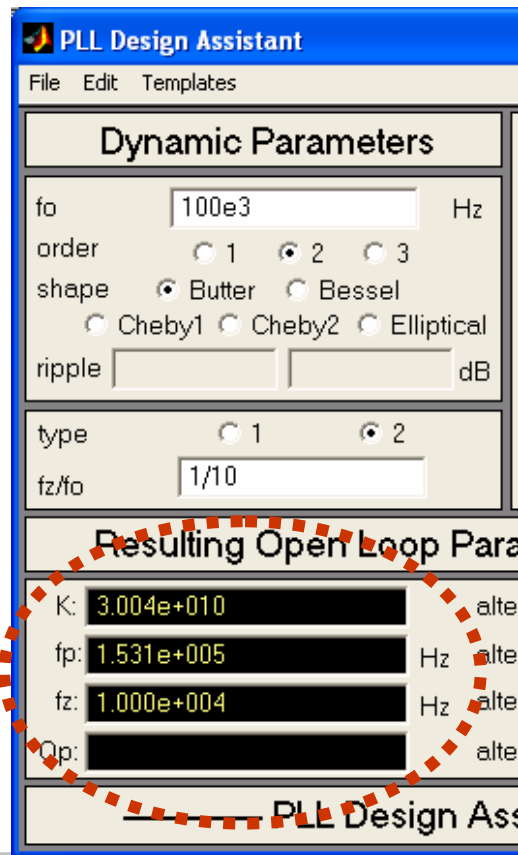 PLL Design Assistant
File Edit Templates
Dynamic Parameters
fo 100e3 Hz
order 1 2 3
shape Butter Bessel
Cheby1 Cheby2 Elliptical
ripple dB
type 1 2
fz/fo 1/10
Resulting Open Loop Para
K: 3.004e+010 alte
fp: 1.531e+005 Hz alte
fz: 1.000e+004 Hz alte
Qp: alte
PLL Design Ass